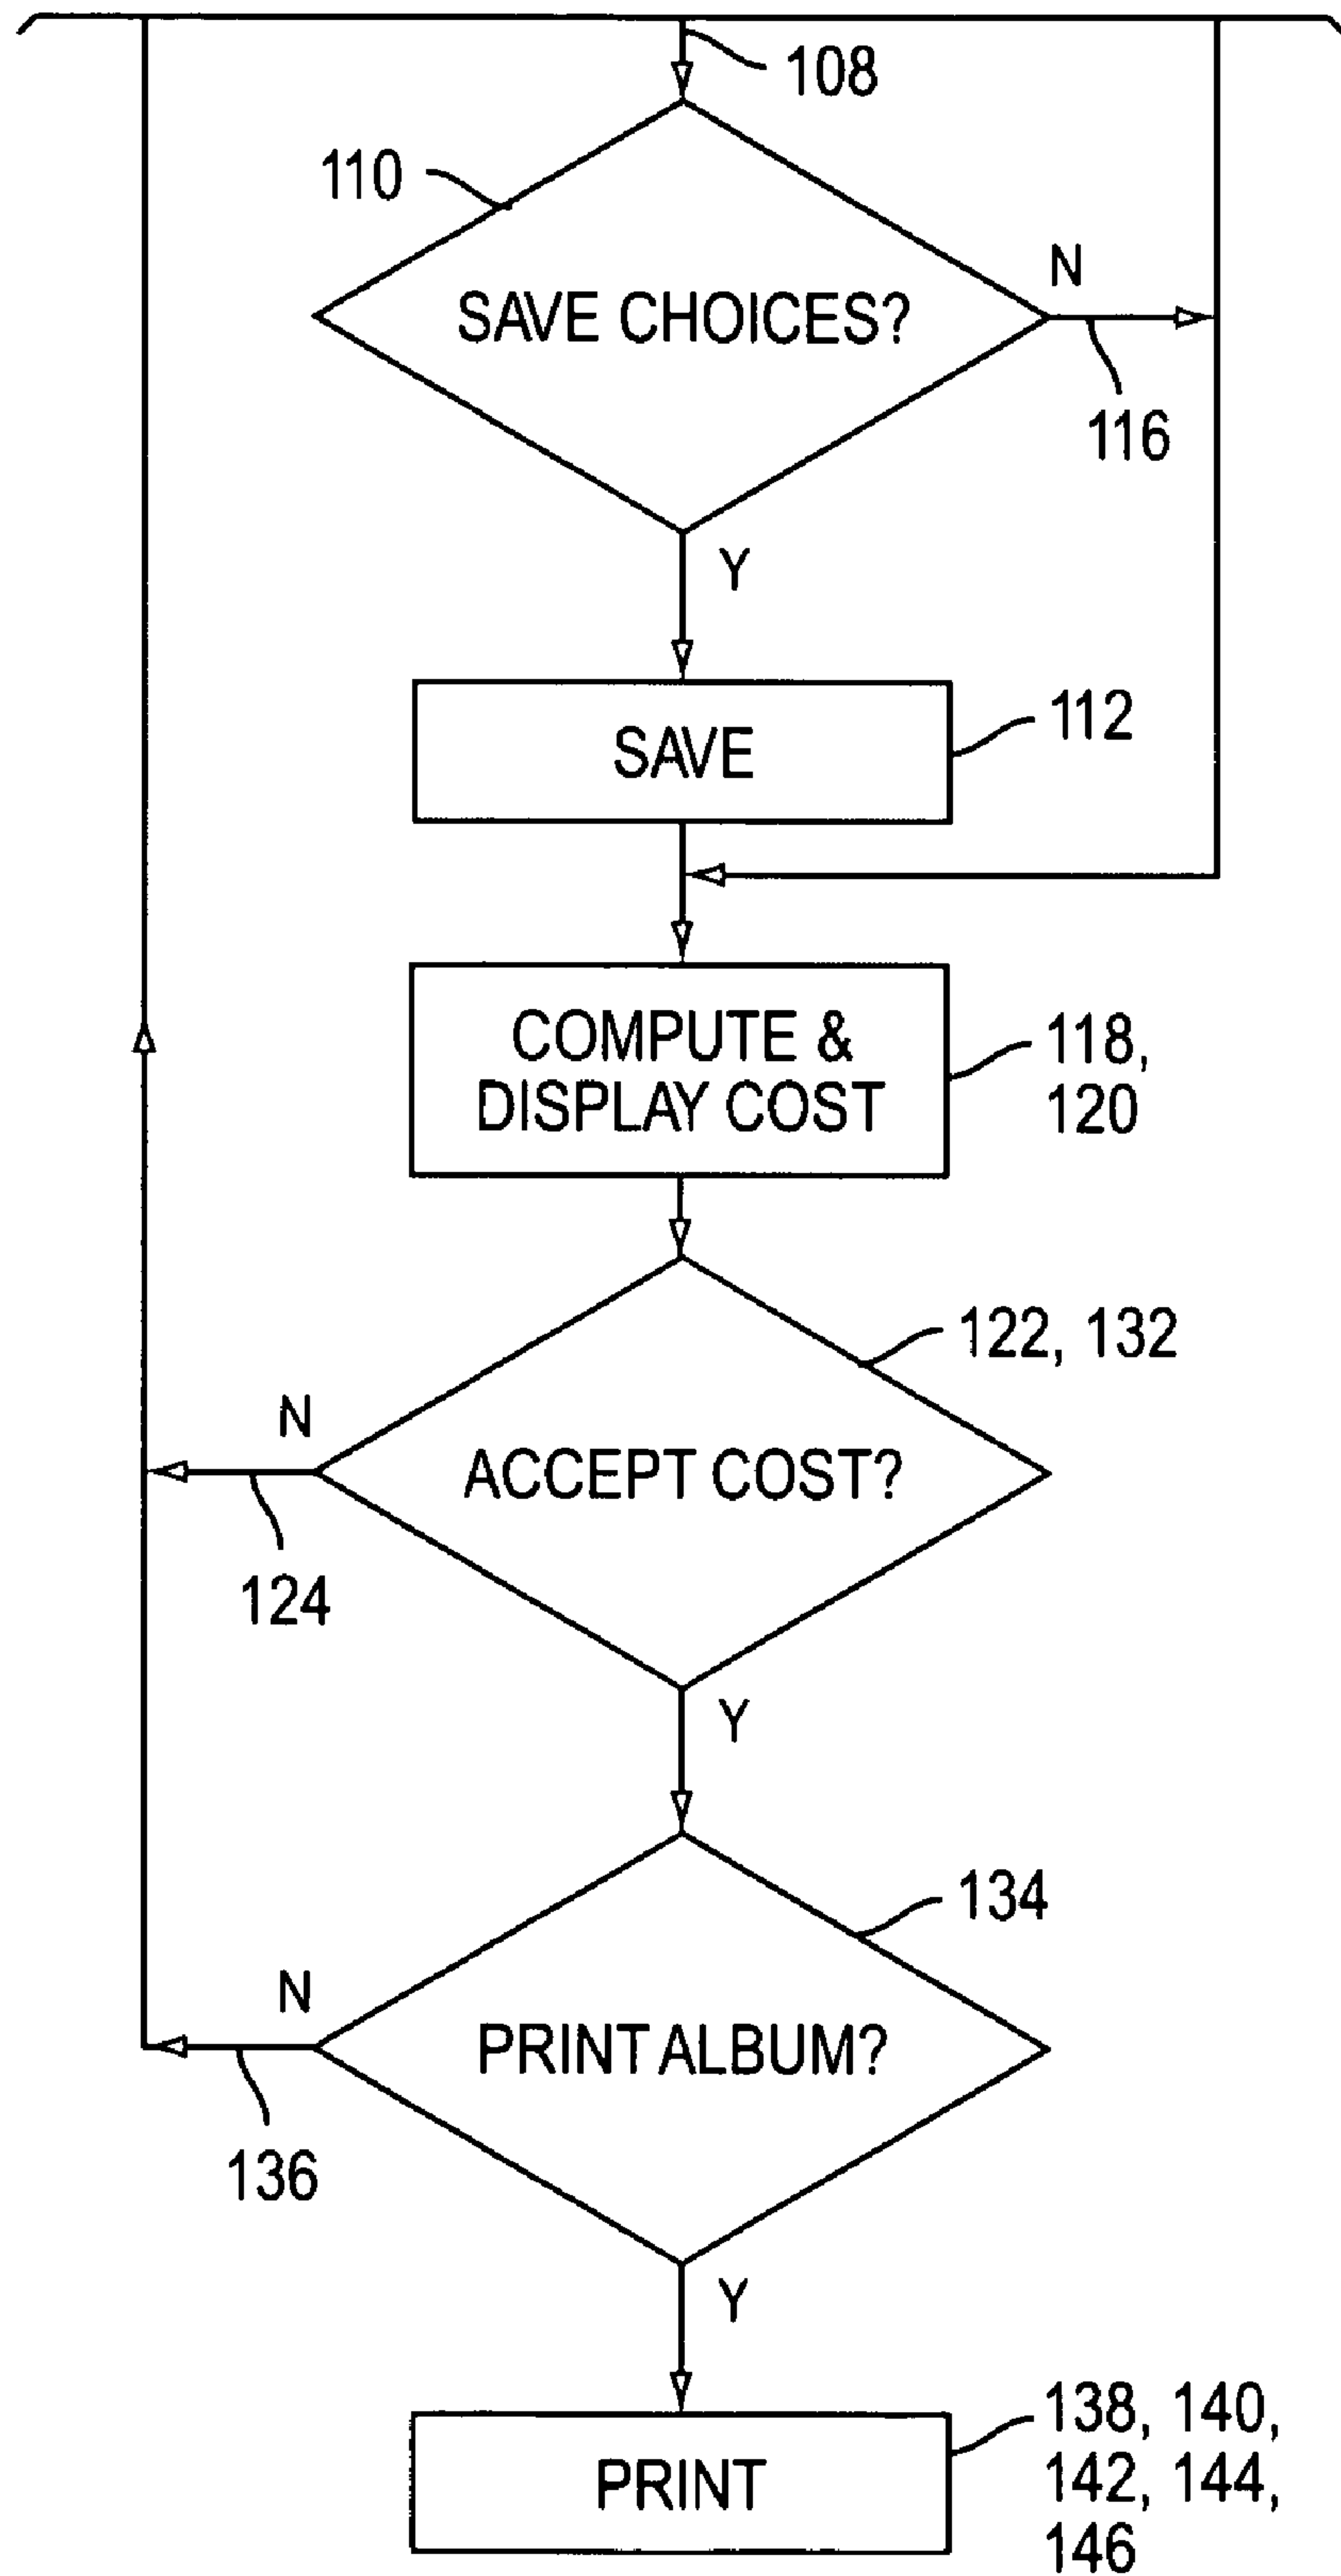 108
110
N
SAVE CHOICES?
116
Y
SAVE
112
COMPUTE &
DISPLAY COST
118,
120
122, 132
N
ACCEPT COST?
124
Y
134
N
PRINT ALBUM?
136
Y
PRINT
138, 140,
142, 144,
146